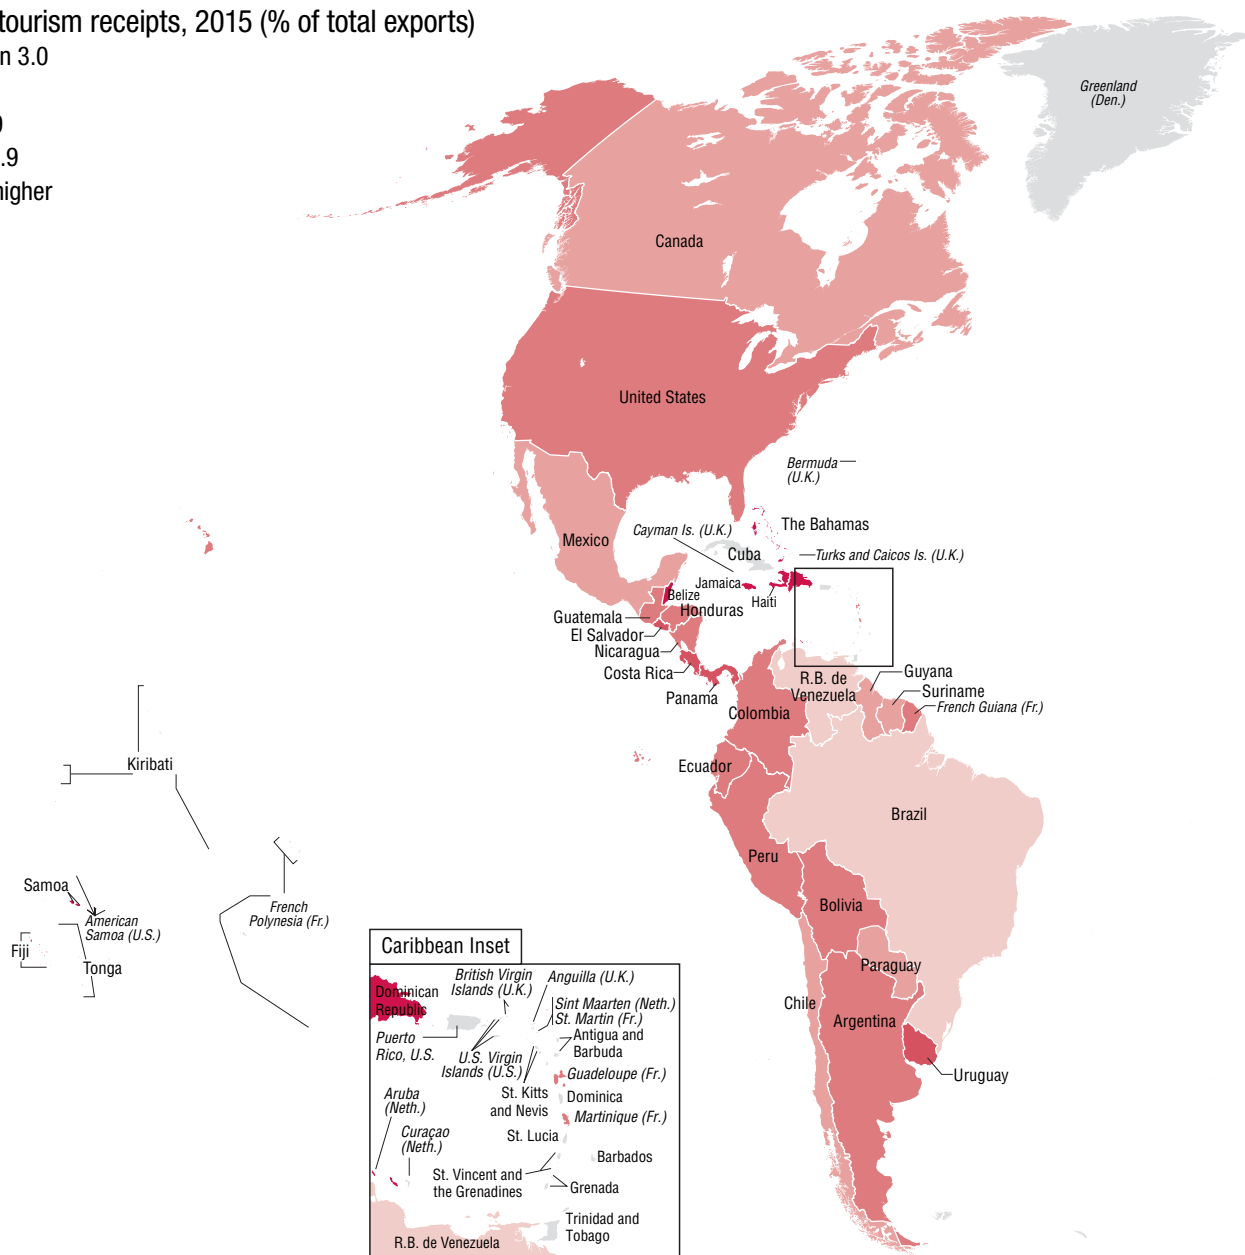 tourism receipts, 2015 (% of total exports)
n 3.0
.9
higher
Greenland
(Den.)
Canada
United States
Bermuda
(U.K.)
The Bahamas
Cayman Is. (U.K.)
Mexico
Cuba
Turks and Caicos Is. (U.K.)
Jamaica
Belize
Haiti
Honduras
Guatemala
El Salvador
Nicaragua
Costa Rica
Panama
R.B. de
Venezuela
Guyana
Suriname
French Guiana (Fr.)
Colombia
Kiribati
Ecuador
Brazil
Peru
Samoa
American
Samoa (U.S.)
French
Polynesia (Fr.)
Bolivia
Fiji
Tonga
Paraguay
Chile
Argentina
Uruguay
Caribbean Inset
Dominican
Republic
British Virgin
Islands (U.K.)
Anguilla (U.K.)
Sint Maarten (Neth.)
St. Martin (Fr.)
Puerto
Rico, U.S.
U.S. Virgin
Islands (U.S.)
Antigua and
Barbuda
Guadeloupe (Fr.)
St. Kitts
and Nevis
Dominica
Aruba
(Neth.)
Martinique (Fr.)
Curaçao
(Neth.)
St. Lucia
Barbados
St. Vincent and
the Grenadines
Grenada
Trinidad and
Tobago
R.B. de Venezuela